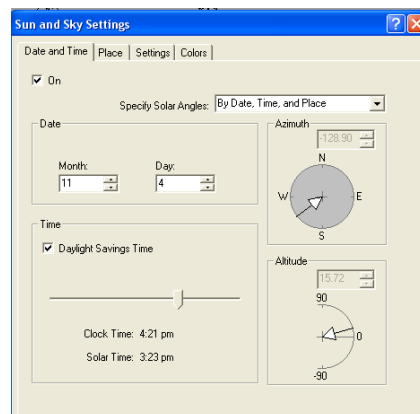 Sun and Sky Settings
Date and Time Place Settings Colors
On
Specify Solar Angles: By Date, Time, and Place
Date
Month: Day:
11 4
Azimuth
-128.90
N
W E
S
Time
Daylight Savings Time
Clock Time: 4:21 pm
Solar Time: 3:23 pm
Altitude
15.72
90
0
-90